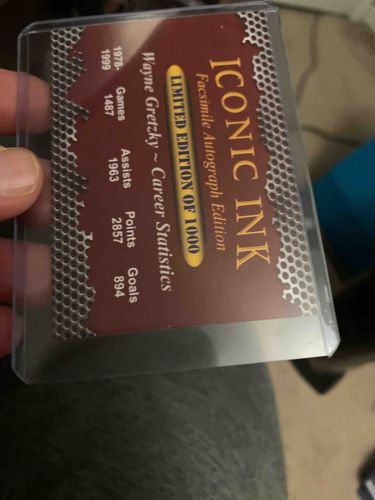 ICONIC INK
Facsimile Autograph Edition
LIMITED EDITION OF 1000
Wayne Gretzky ~ Career Statistics
Games Assists Points Goals
1978-
1999 1487 1963 2857 894